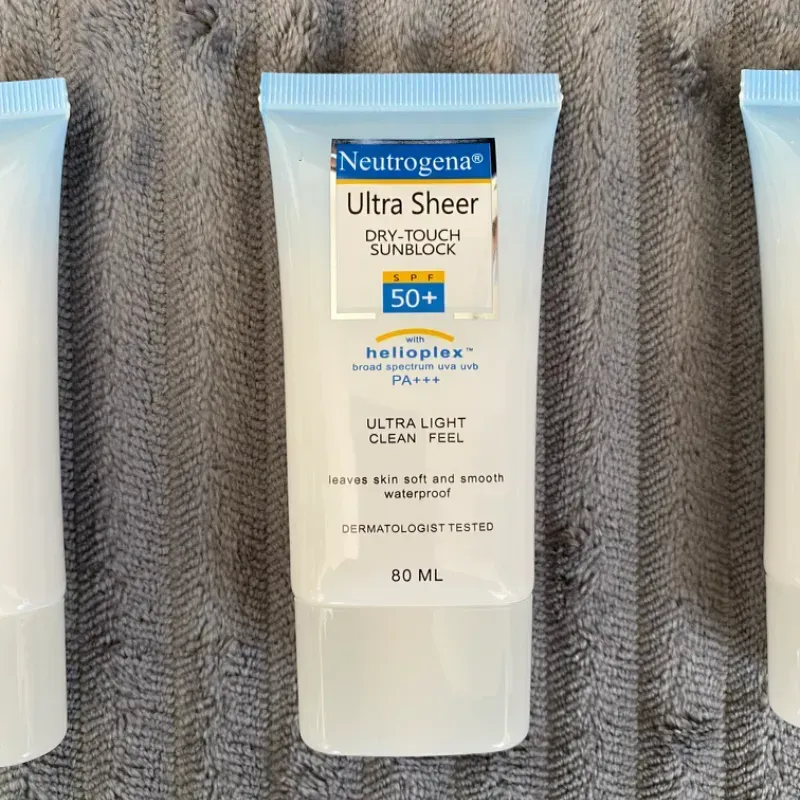 Neutrogena®
Ultra Sheer
DRY-TOUCH
SUNBLOCK
SPF
50+
with
helioplex™
broad spectrum uva uvb
PA+++
ULTRA LIGHT
CLEAN FEEL
leaves skin soft and smooth
waterproof
DERMATOLOGIST TESTED
80 ML